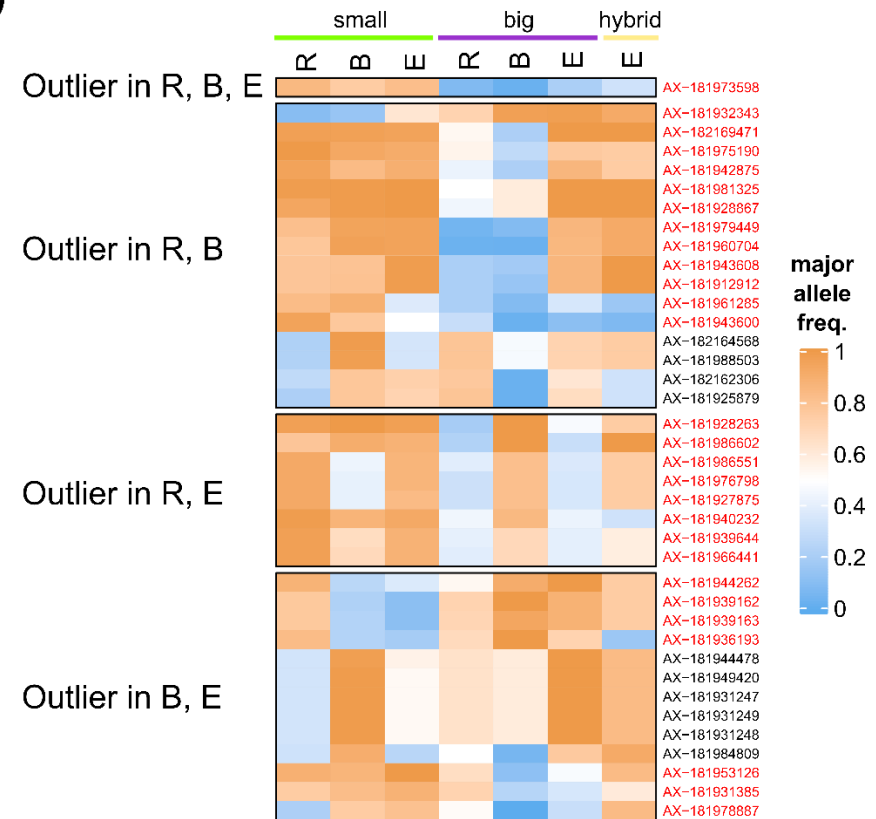 small big hybrid
R B E R B E E
Outlier in R, B, E
AX-181973598
Outlier in R, B
AX-181932343
AX-182169471
AX-181975190
AX-181942875
AX-181981325
AX-181928867
AX-181979449
AX-181960704
AX-181943608
AX-181912912
AX-181961285
AX-181943600
AX-182164568
AX-181988503
AX-182162306
AX-181925879
Outlier in R, E
AX-181928263
AX-181986602
AX-181986551
AX-181976798
AX-181927875
AX-181940232
AX-181939644
AX-181966441
Outlier in B, E
AX-181944262
AX-181939162
AX-181939163
AX-181936193
AX-181944478
AX-181949420
AX-181931247
AX-181931249
AX-181931248
AX-181984809
AX-181953126
AX-181931385
AX-181978887
major
allele
freq.
1
0.8
0.6
0.4
0.2
0